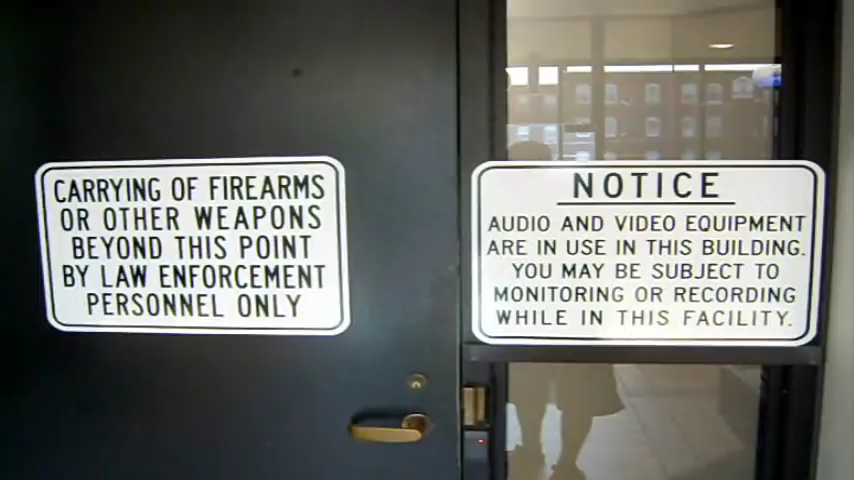 CARRYING OF FIREARMS
OR OTHER WEAPONS
BEYOND THIS POINT
BY LAW ENFORCEMENT
PERSONNEL ONLY
NOTICE
AUDIO AND VIDEO EQUIPMENT
ARE IN USE IN THIS BUILDING.
YOU MAY BE SUBJECT TO
MONITORING OR RECORDING
WHILE IN THIS FACILITY.